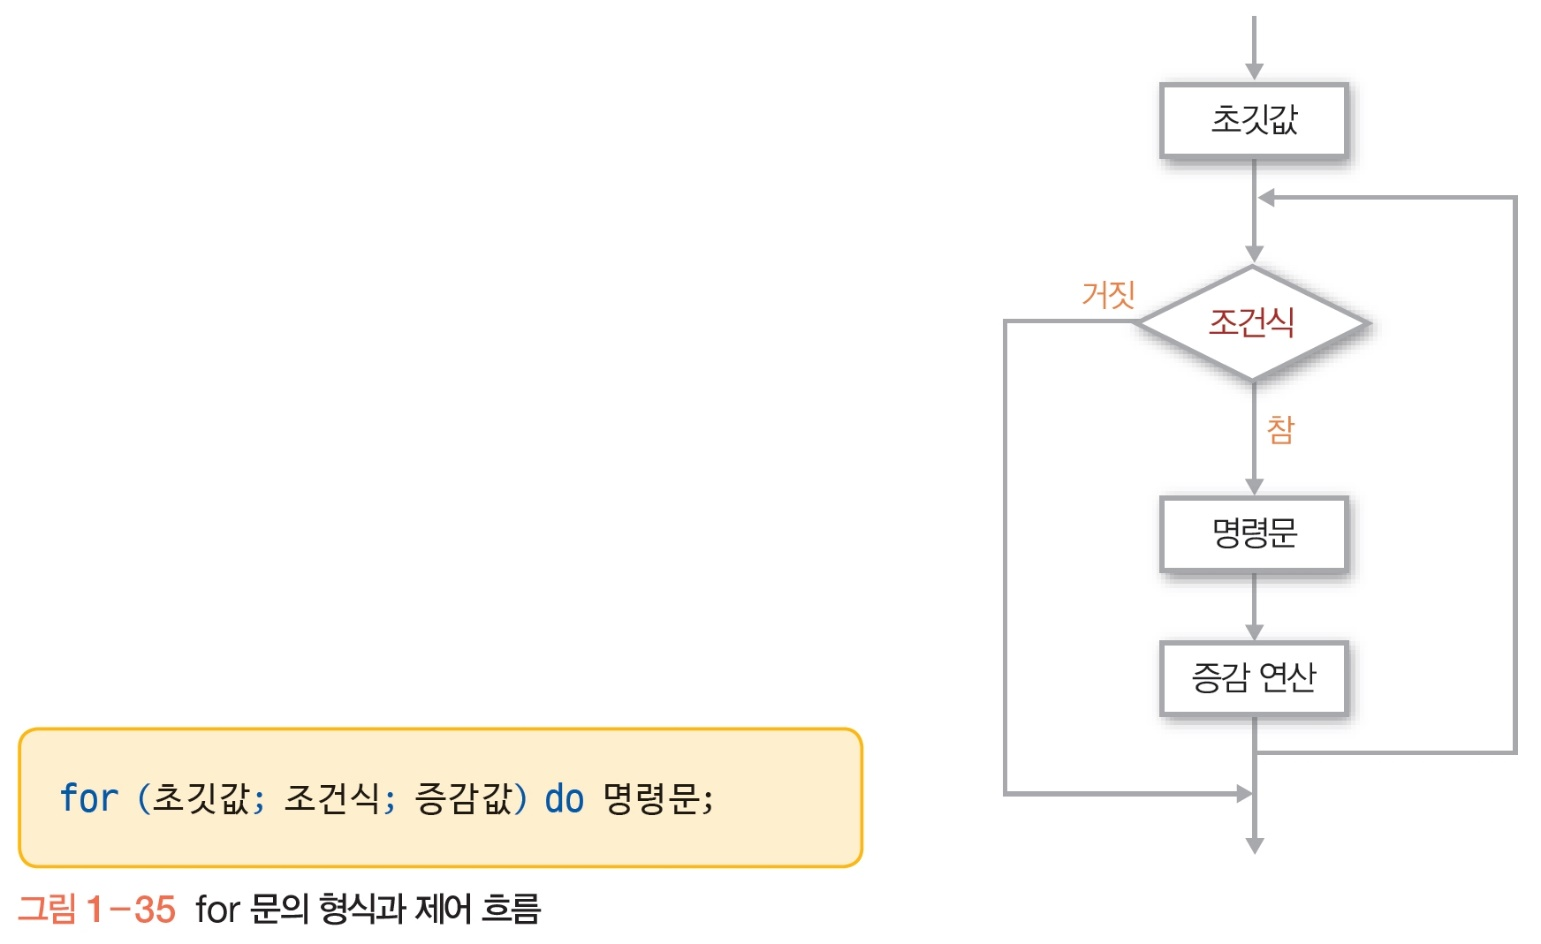 초깃값
거짓
조건식
참
명령문
증감 연산
for (초깃값; 조건식; 증감값) do 명령문;
그림 1-35 for 문의 형식과 제어 흐름